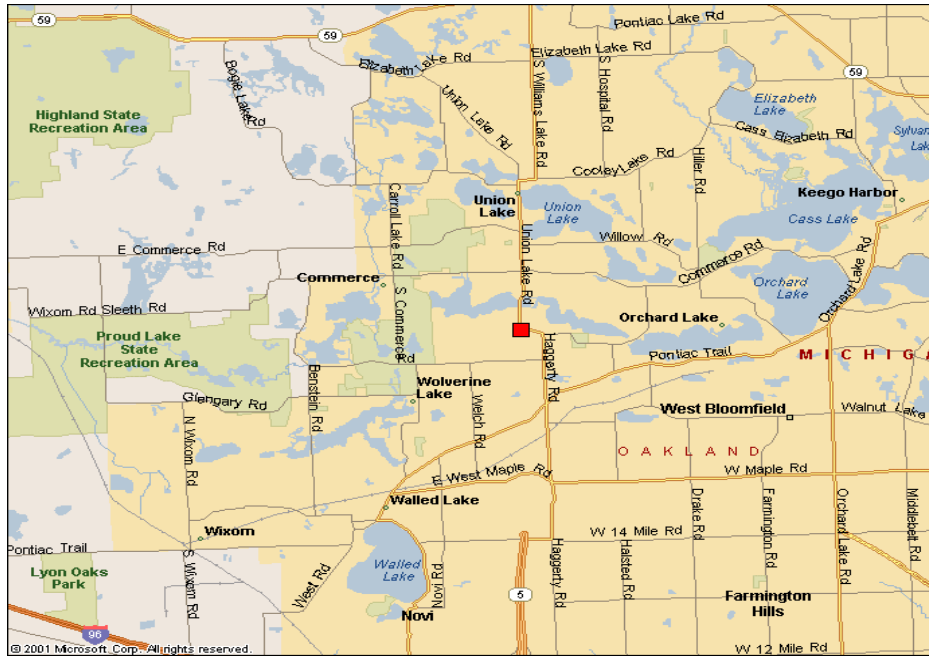 59
59
Pontiac Lake Rd
Elizabeth Lake Rd
Elizabeth Lake Rd
S Williams Lake Rd
S Hospital Rd
59
Bogie Lake Rd
Union Lake Rd
Elizabeth
Lake
Highland State
Recreation Area
Cass Elizabeth Rd
Sylvan
Lake
Hiller Rd
Cooley Lake Rd
Carroll Lake Rd
Union
Lake
Union
Lake
Keego Harbor
Cass Lake
E Commerce Rd
Willow Rd
Union Lake Rd
Commerce Rd
Commerce
S Commerce
Rd
Orchard
Lake
Orchard Lake Rd
Wixom Rd Sleeth Rd
Orchard Lake
Proud Lake
State
Recreation Area
Haggerty Rd
Pontiac Trail
MICHIGA
Benstein Rd
Wolverine
Lake
Glengary Rd
Welch Rd
West Bloomfield
Walnut Lake
N Wixom Rd
OAKLAND
E West Maple Rd
W Maple Rd
Walled Lake
Drake Rd
Farmington Rd
Orchard Lake Rd
Middlebelt Rd
Wixom
Pontiac Trail
W 14 Mile Rd
Lyon Oaks
Park
S Wixom Rd
West Rd
Walled
Lake
Novi Rd
Haggerty Rd
Halsted Rd
5
Novi
Farmington
Hills
96
W 12 Mile Rd
© 2001 Microsoft Corp. All rights reserved.